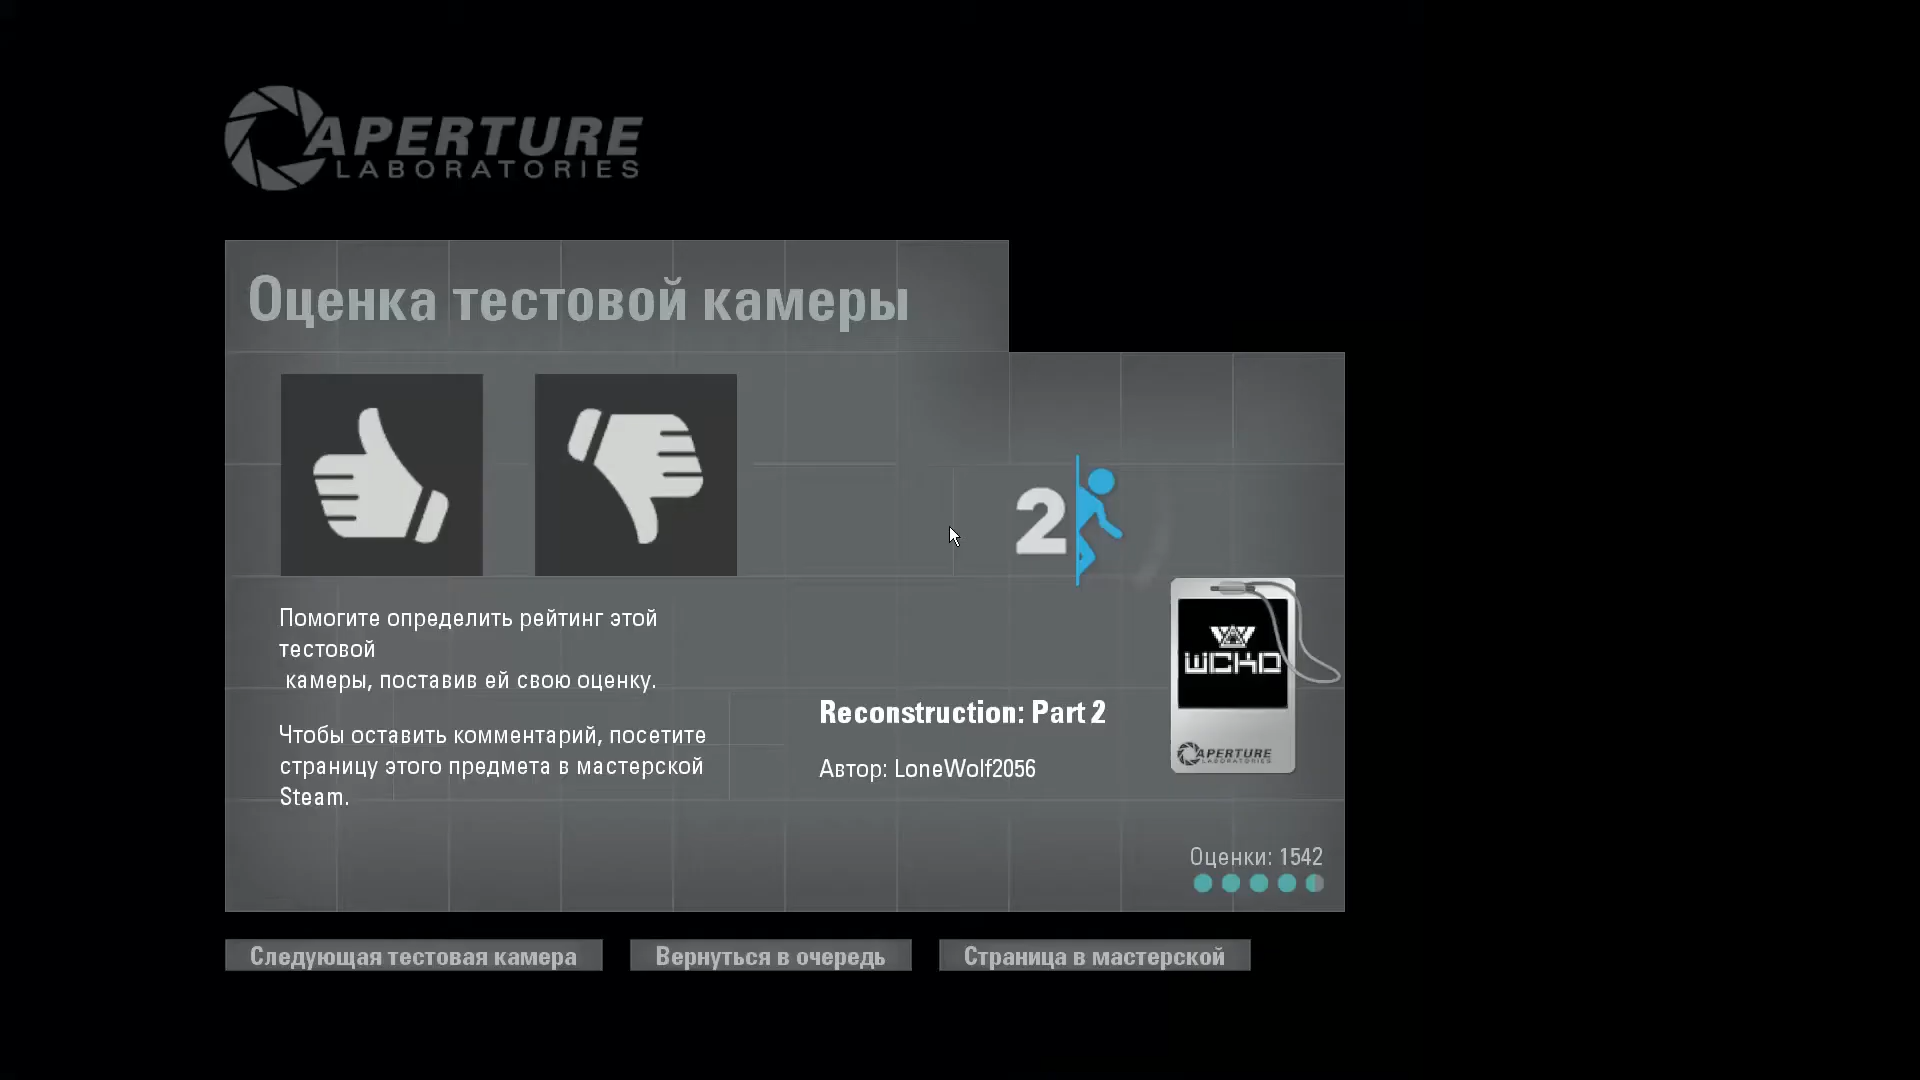 APERTURE
LABORATORIES
Оценка тестовой камеры
2
Помогите определить рейтинг этой
тестовой
камеры, поставив ей свою оценку.
Чтобы оставить комментарий, посетите
страницу этого предмета в мастерской
Steam.
Reconstruction: Part 2
Автор: LoneWolf2056
APERTURE
LABORATORIES
Оценки: 1542
Следующая тестовая камера
Вернуться в очередь
Страница в мастерской